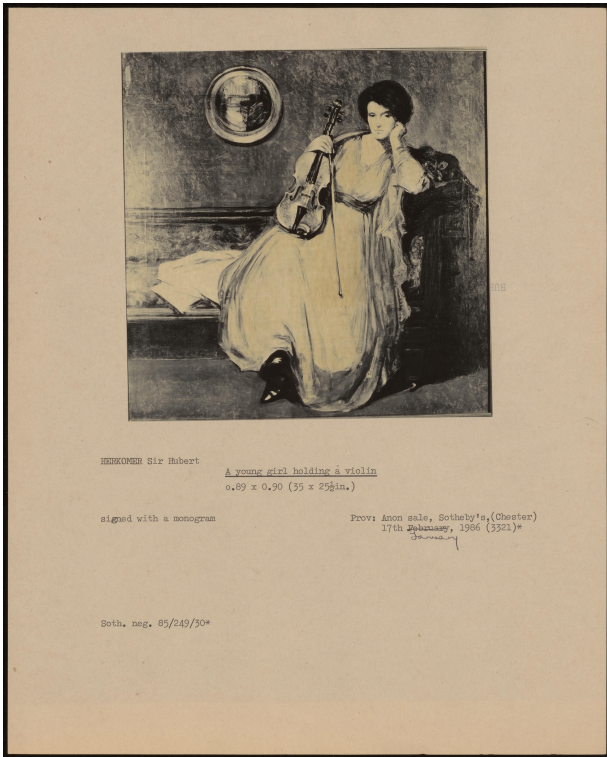 HERKOMER Sir Hubert
A young girl holding a violin
0.89 x 0.90 (35 x 25½in.)
signed with a monogram
Prov: Anon sale, Sotheby's,(Chester)
17th February, 1986 (3321)*
January
Soth. neg. 85/249/30*